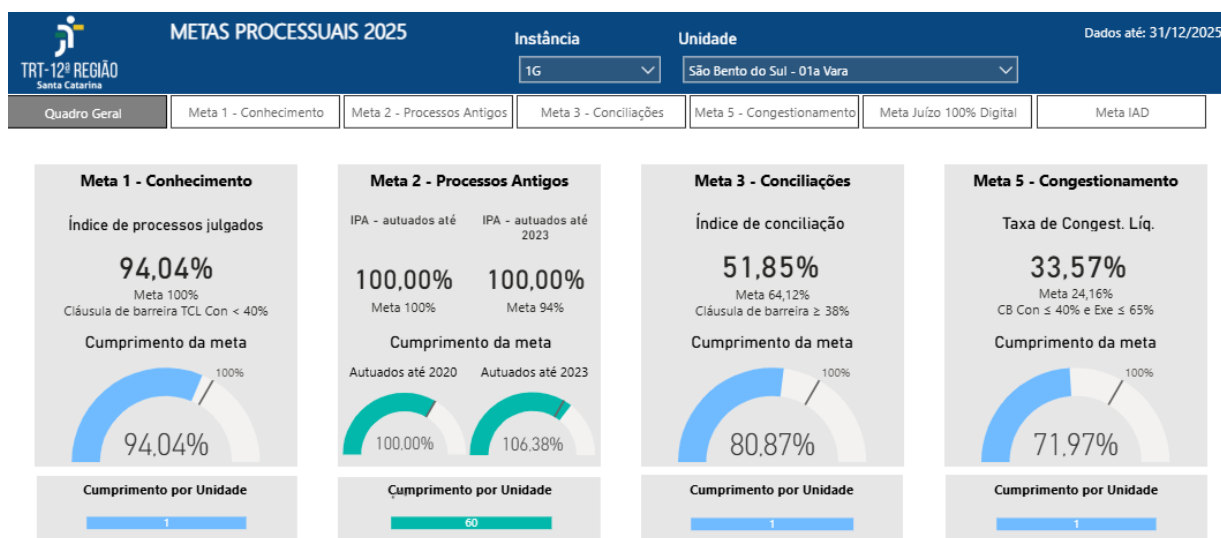 METAS PROCESSUAIS 2025
Instância
Unidade
Dados até: 31/12/2025
TRT-12ª REGIÃO
Santa Catarina
1G
São Bento do Sul - 01a Vara
Quadro Geral
Meta 1 - Conhecimento
Meta 2 - Processos Antigos
Meta 3 - Conciliações
Meta 5 - Congestionamento
Meta Juízo 100% Digital
Meta IAD
Meta 1 - Conhecimento
Índice de processos julgados
94,04%
Meta 100%
Cláusula de barreira TCL Con < 40%
Cumprimento da meta
100%
94,04%
Cumprimento por Unidade
1
Meta 2 - Processos Antigos
IPA - autuados até
IPA - autuados até
2023
100,00%
100,00%
Meta 100%
Meta 94%
Cumprimento da meta
Autuados até 2020
Autuados até 2023
100,00%
106,38%
Cumprimento por Unidade
60
Meta 3 - Conciliações
Índice de conciliação
51,85%
Meta 64,12%
Cláusula de barreira ≥ 38%
Cumprimento da meta
100%
80,87%
Cumprimento por Unidade
1
Meta 5 - Congestionamento
Taxa de Congest. Líq.
33,57%
Meta 24,16%
CB Con ≤ 40% e Exe ≤ 65%
Cumprimento da meta
100%
71,97%
Cumprimento por Unidade
1